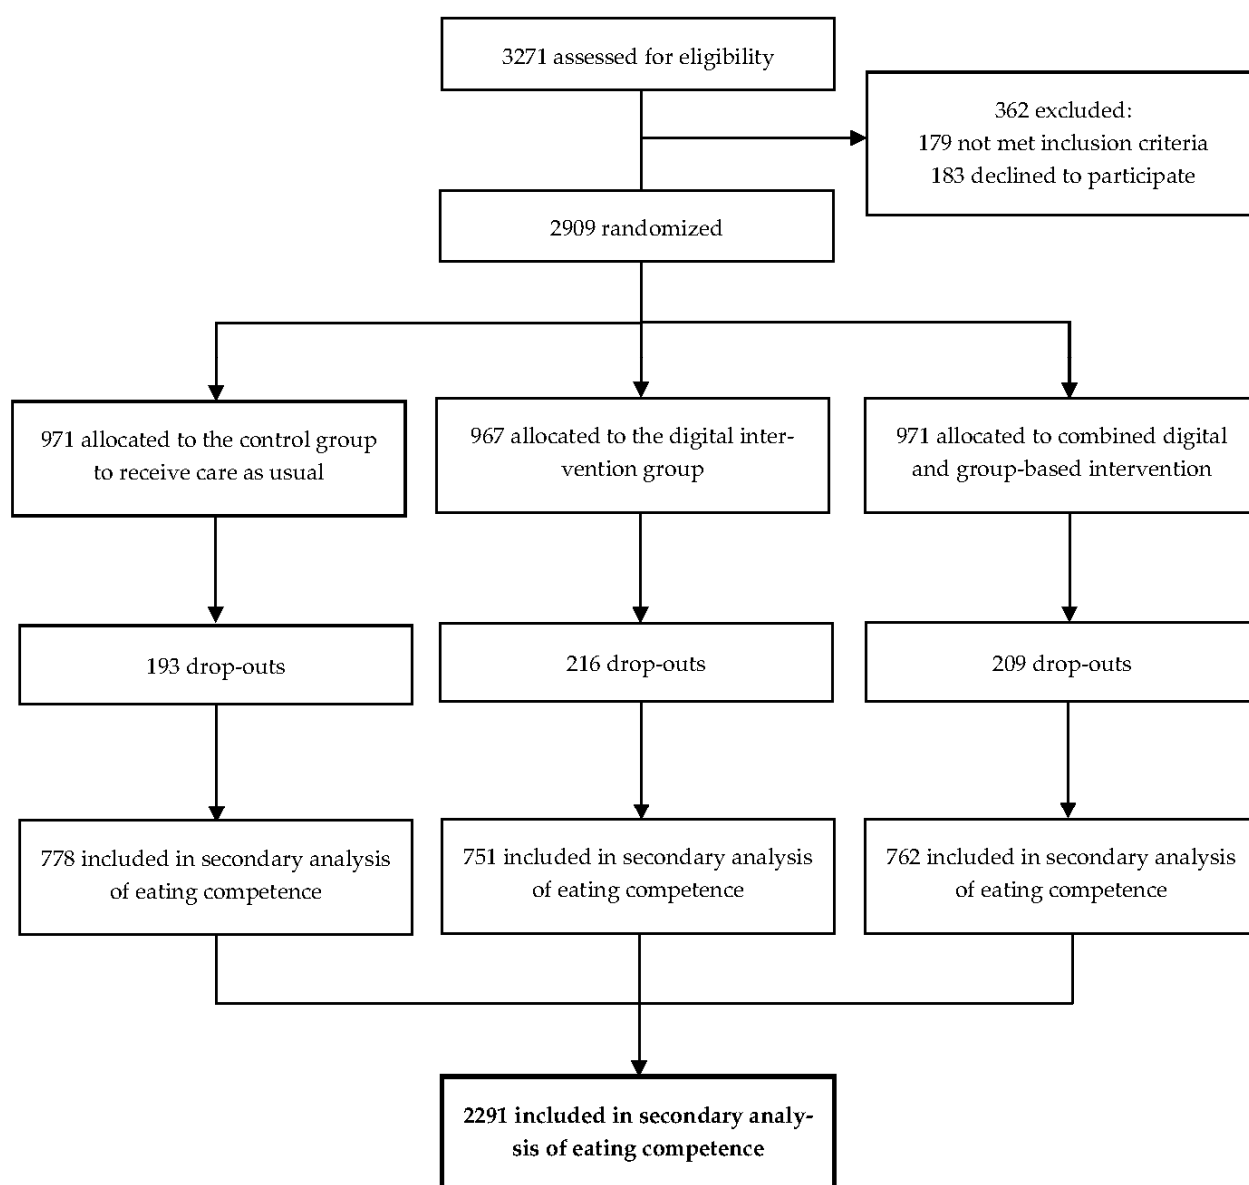 3271 assessed for eligibility
362 excluded:
179 not met inclusion criteria
183 declined to participate
2909 randomized
971 allocated to the control group
to receive care as usual
967 allocated to the digital inter-
vention group
971 allocated to combined digital
and group-based intervention
193 drop-outs
216 drop-outs
209 drop-outs
778 included in secondary analysis
of eating competence
751 included in secondary analysis
of eating competence
762 included in secondary analysis
of eating competence
2291 included in secondary analy-
sis of eating competence